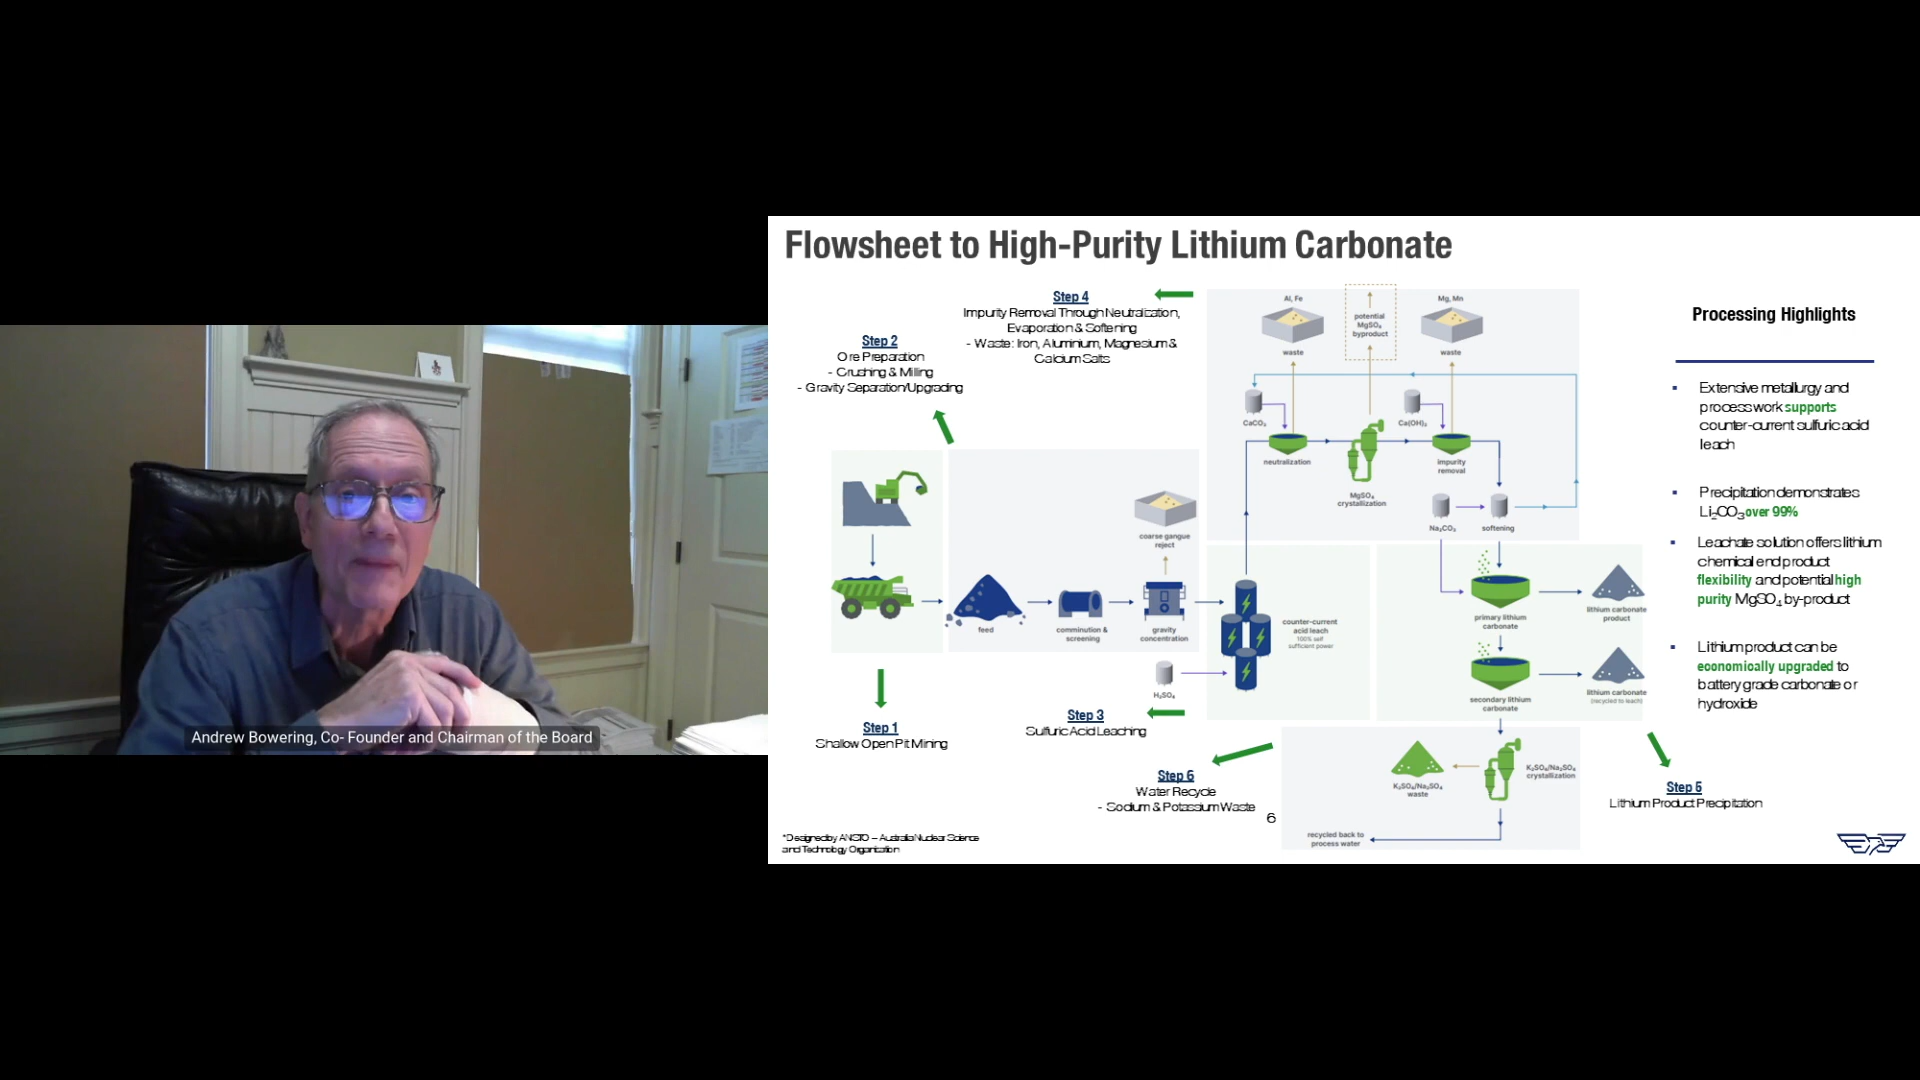 Andrew Bowering, Co- Founder and Chairman of the Board
Flowsheet to High-Purity Lithium Carbonate
Step 4
Impurity Removal Through Neutralization,
Evaporation & Softening
- Waste: Iron, Aluminium, Magnesium &
Calcium Salts
Step 2
Ore Preparation
- Crushing & Milling
- Gravity Separation/Upgrading
Al, Fe
waste
potential
MgSO₄
byproduct
Mg, Mn
waste
CaCO₃
neutralization
MgSO₄
crystallization
Ca(OH)₂
impurity
removal
Na₂CO₃
softening
coarse gangue
reject
feed
comminution &
screening
gravity
concentration
H₂SO₄
counter-current
acid leach
100% self
sufficient power
primary lithium
carbonate
lithium carbonate
product
secondary lithium
carbonate
lithium carbonate
(recycled to leach)
K₂SO₄/Na₂SO₄
crystallization
K₂SO₄/Na₂SO₄
waste
recycled back to
process water
Step 1
Shallow Open Pit Mining
Step 3
Sulfuric Acid Leaching
Step 6
Water Recycle
- Sodium & Potassium Waste
6
Step 5
Lithium Product Precipitation
Processing Highlights
▪ Extensive metallurgy and
process work supports
counter-current sulfuric acid
leach
▪ Precipitation demonstrates
Li₂CO₃ over 99%
▪ Leachate solution offers lithium
chemical end product
flexibility and potential high
purity MgSO₄ by-product
▪ Lithium product can be
economically upgraded to
battery grade carbonate or
hydroxide
*Designed by ANSTO – Australia Nuclear Science
and Technology Organization